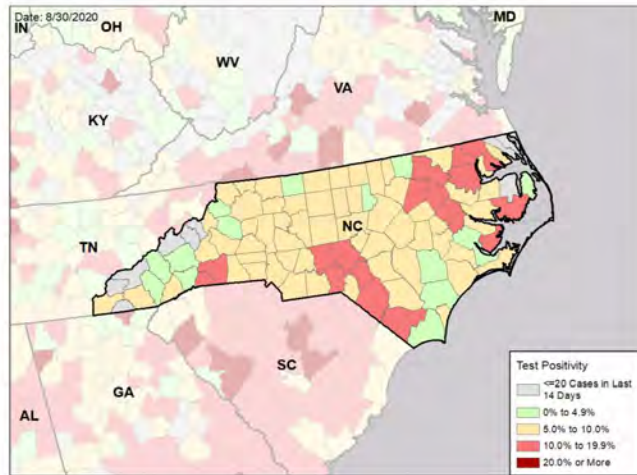 Date: 8/30/2020
IN
OH
MD
WV
KY
VA
TN
NC
SC
GA
AL
Test Positivity
<=20 Cases in Last
14 Days
0% to 4.9%
5.0% to 10.0%
10.0% to 19.9%
20.0% or More